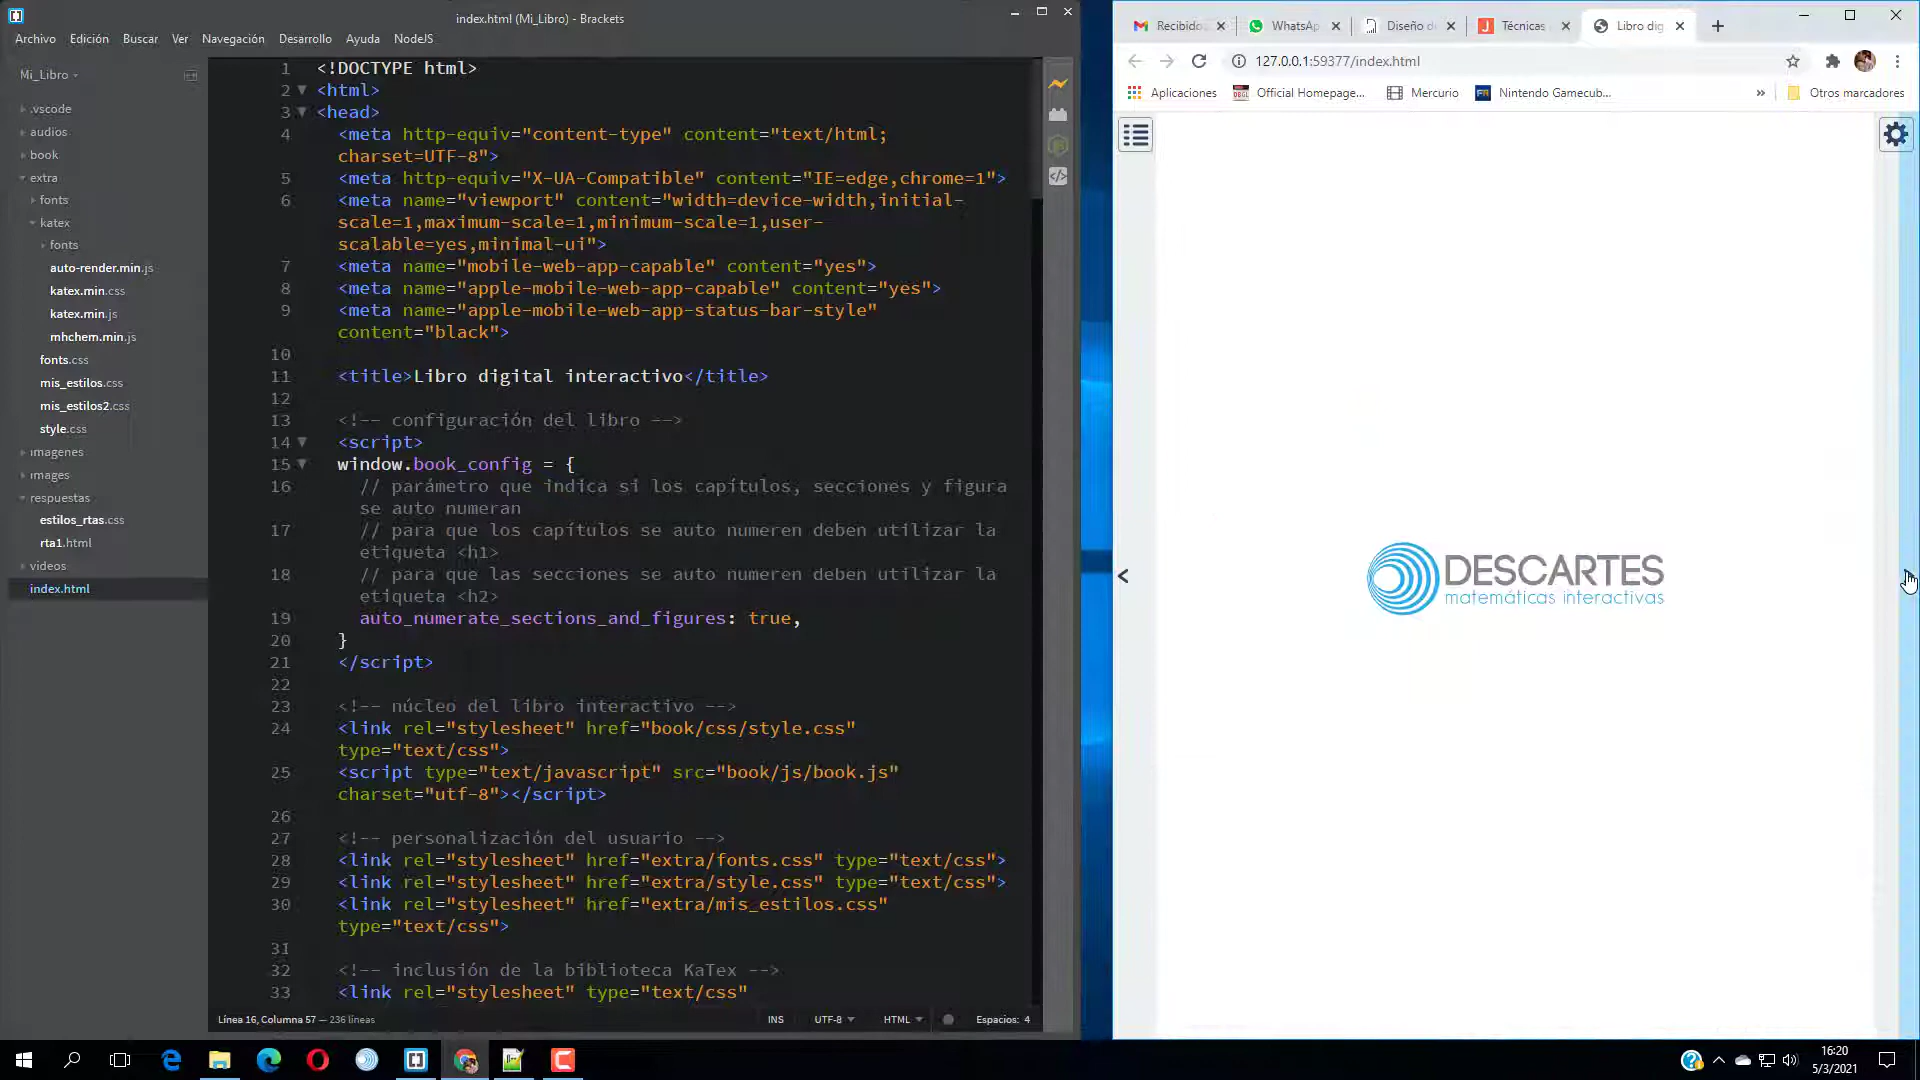 index.html (Mi_Libro) - Brackets
Archivo Edición Buscar Ver Navegación Desarrollo Ayuda NodeJS
Mi_Libro
.vscode
audios
book
extra
fonts
katex
fonts
auto-render.min.js
katex.min.css
katex.min.js
mhchem.min.js
fonts.css
mis_estilos.css
mis_estilos2.css
style.css
imagenes
images
respuestas
estilos_rtas.css
rta1.html
videos
index.html
1 <!DOCTYPE html>
2 <html>
3 <head>
4 <meta http-equiv="content-type" content="text/html;
charset=UTF-8">
5 <meta http-equiv="X-UA-Compatible" content="IE=edge,chrome=1">
6 <meta name="viewport" content="width=device-width,initial-
scale=1,maximum-scale=1,minimum-scale=1,user-
scalable=yes,minimal-ui">
7 <meta name="mobile-web-app-capable" content="yes">
8 <meta name="apple-mobile-web-app-capable" content="yes">
9 <meta name="apple-mobile-web-app-status-bar-style"
content="black">
10
11 <title>Libro digital interactivo</title>
12
13 <!-- configuración del libro -->
14 <script>
15 window.book_config = {
16 // parámetro que indica si los capítulos, secciones y figura
se auto numeran
17 // para que los capítulos se auto numeren deben utilizar la
etiqueta <h1>
18 // para que las secciones se auto numeren deben utilizar la
etiqueta <h2>
19 auto_numerate_sections_and_figures: true,
20 }
21 </script>
22
23 <!-- núcleo del libro interactivo -->
24 <link rel="stylesheet" href="book/css/style.css"
type="text/css">
25 <script type="text/javascript" src="book/js/book.js"
charset="utf-8"></script>
26
27 <!-- personalización del usuario -->
28 <link rel="stylesheet" href="extra/fonts.css" type="text/css">
29 <link rel="stylesheet" href="extra/style.css" type="text/css">
30 <link rel="stylesheet" href="extra/mis_estilos.css"
type="text/css">
31
32 <!-- inclusión de la biblioteca KaTex -->
33 <link rel="stylesheet" type="text/css"
Línea 16, Columna 57 — 236 líneas
INS UTF-8 HTML Espacios: 4
Recibido WhatsAp Diseño d Técnicas Libro dig
127.0.0.1:59377/index.html
Aplicaciones Official Homepage... Mercurio Nintendo Gamecub... » Otros marcadores
DESCARTES
matemáticas interactivas
16:20
5/3/2021